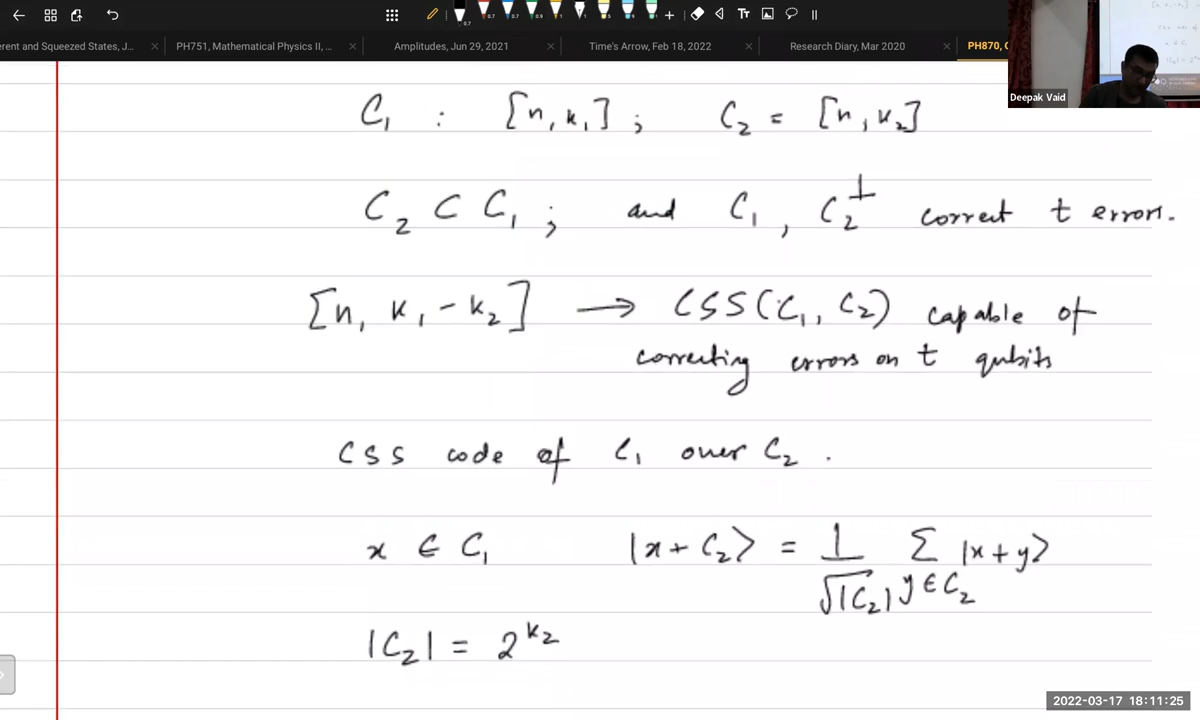 erent and Squeezed States, J...
PH751, Mathematical Physics II, ...
Amplitudes, Jun 29, 2021
Time's Arrow, Feb 18, 2022
Research Diary, Mar 2020
PH870,
Deepak Vaid
C₁ : [n, k₁] ; C₂ = [n, k₂]
C₂ ⊂ C₁ ; and C₁, C₂^⊥ correct t errors.
[n, k₁ - k₂] → CSS(C₁, C₂) capable of
correcting errors on t qubits
CSS code of C₁ over C₂ .
x ∈ C₁ |x + C₂⟩ = 1/√|C₂| Σ_{y ∈ C₂} |x + y⟩
|C₂| = 2^{k₂}
2022-03-17 18:11:25